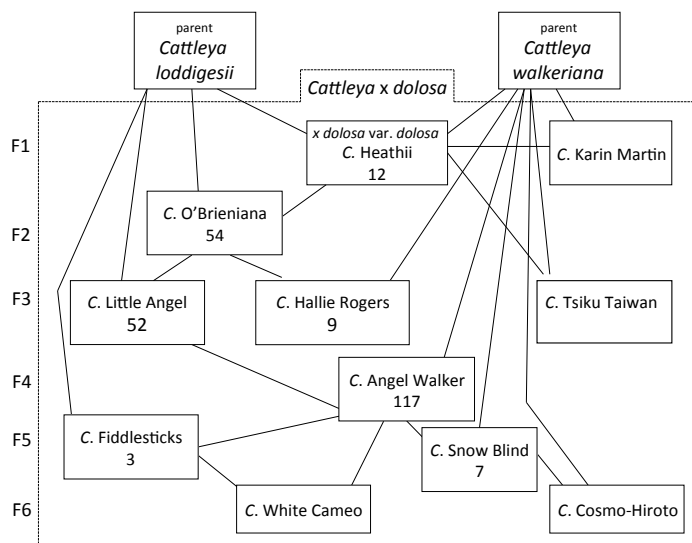 parent
Cattleya
loddigesii
parent
Cattleya
walkeriana
Cattleya x dolosa
F1
x dolosa var. dolosa
C. Heathii
12
C. Karin Martin
C. O'Brieniana
54
F2
F3
C. Little Angel
52
C. Hallie Rogers
9
C. Tsiku Taiwan
F4
C. Angel Walker
117
F5
C. Fiddlesticks
3
C. Snow Blind
7
F6
C. White Cameo
C. Cosmo-Hiroto